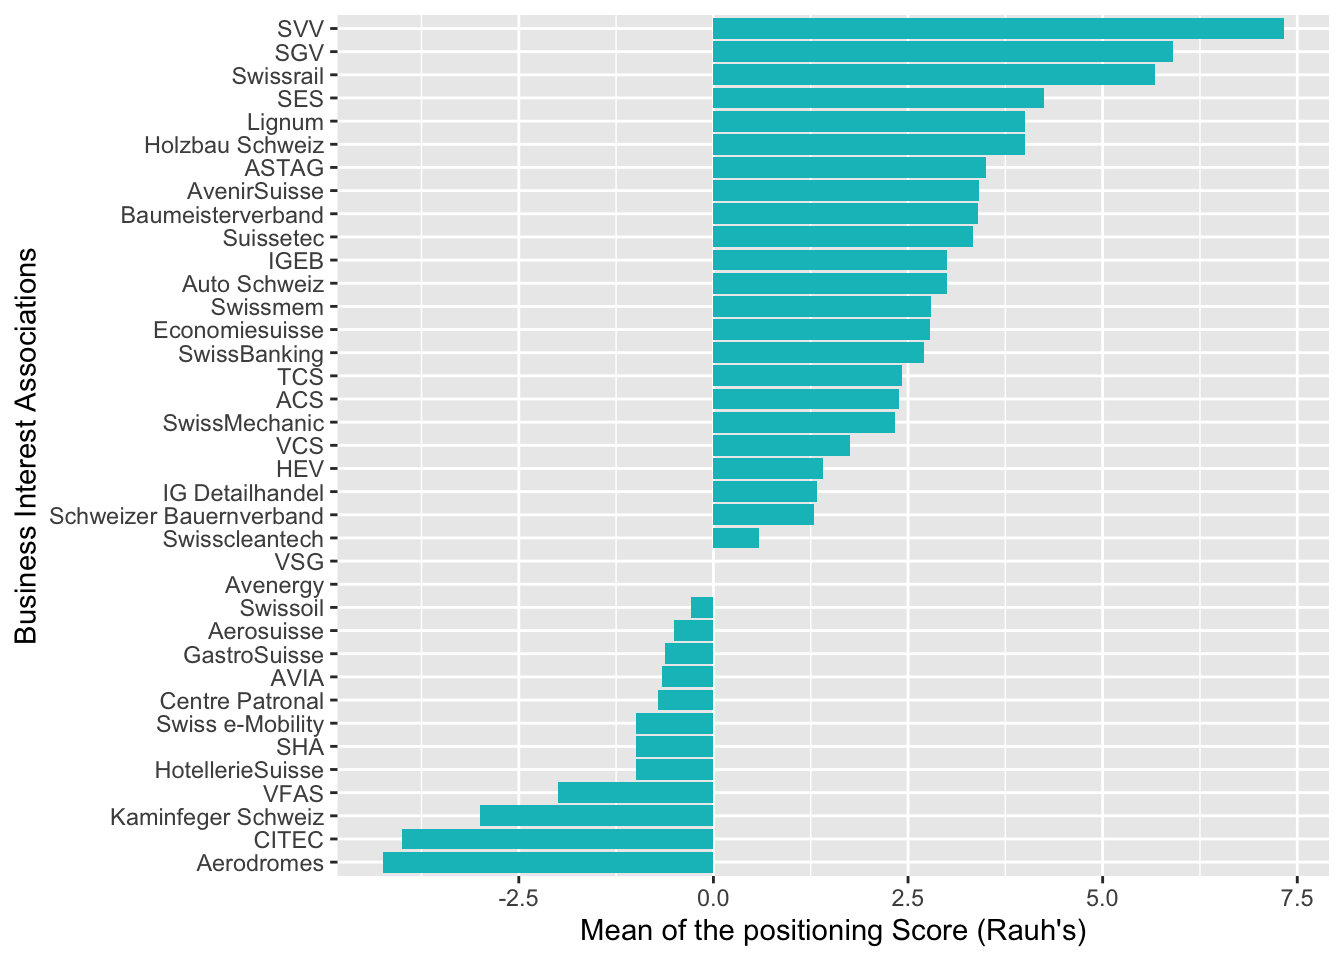 Business Interest Associations
SVV
SGV
Swissrail
SES
Lignum
Holzbau Schweiz
ASTAG
AvenirSuisse
Baumeisterverband
Suissetec
IGEB
Auto Schweiz
Swissmem
Economiesuisse
SwissBanking
TCS
ACS
SwissMechanic
VCS
HEV
IG Detailhandel
Schweizer Bauernverband
Swisscleantech
VSG
Avenergy
Swissoil
Aerosuisse
GastroSuisse
AVIA
Centre Patronal
Swiss e-Mobility
SHA
HotellerieSuisse
VFAS
Kaminfeger Schweiz
CITEC
Aerodromes
-2.5 0.0 2.5 5.0 7.5
Mean of the positioning Score (Rauh's)